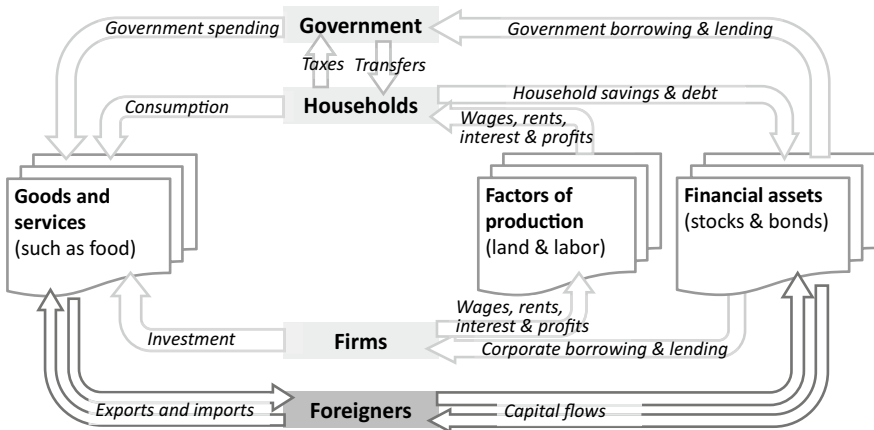 Government
Government spending
Government borrowing & lending
Taxes
Transfers
Households
Household savings & debt
Consumption
Wages, rents,
interest & profits
Goods and
services
(such as food)
Factors of
production
(land & labor)
Financial assets
(stocks & bonds)
Wages, rents,
interest & profits
Investment
Firms
Corporate borrowing & lending
Exports and imports
Foreigners
Capital flows